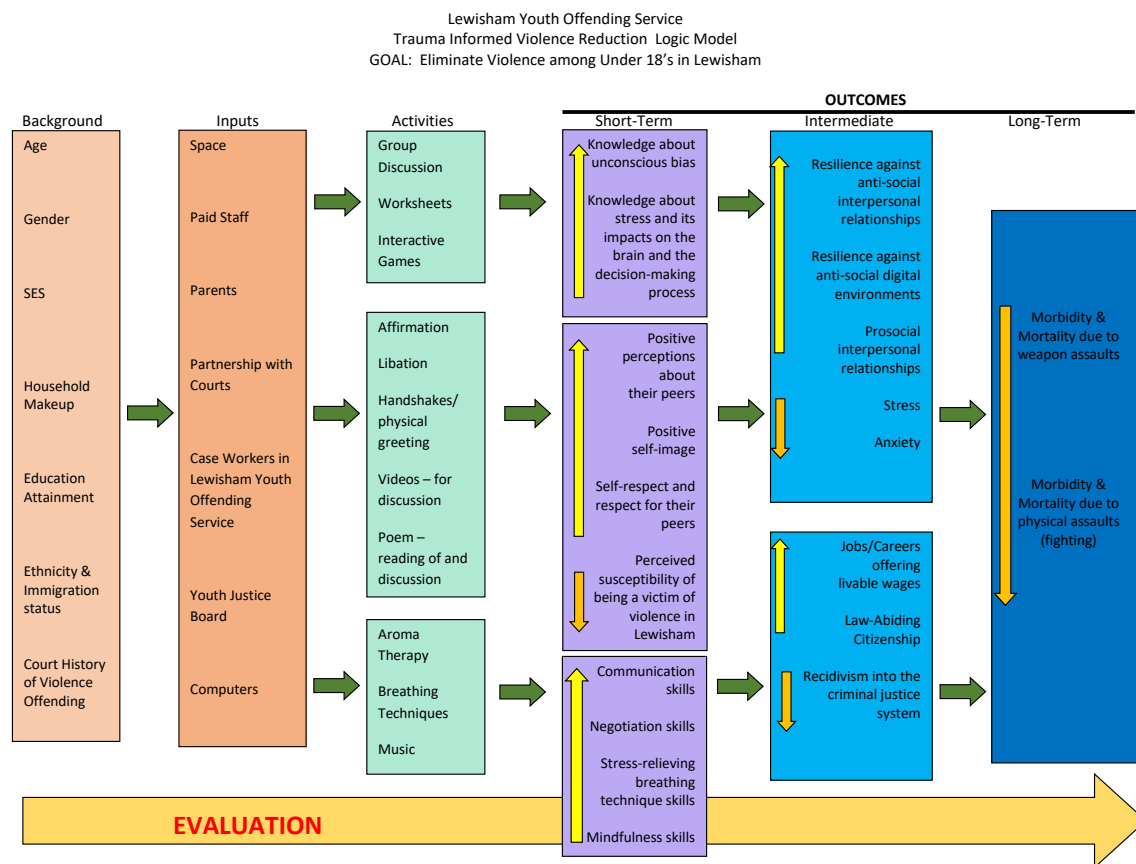 Lewisham Youth Offending Service
Trauma Informed Violence Reduction Logic Model
GOAL: Eliminate Violence among Under 18's in Lewisham
OUTCOMES
Background
Inputs
Activities
Short-Term
Intermediate
Long-Term
Age
Gender
SES
Household
Makeup
Education
Attainment
Ethnicity &
Immigration
status
Court History
of Violence
Offending
Space
Paid Staff
Parents
Partnership with
Courts
Case Workers in
Lewisham Youth
Offending
Service
Youth Justice
Board
Computers
Group
Discussion
Worksheets
Interactive
Games
Affirmation
Libation
Handshakes/
physical
greeting
Videos – for
discussion
Poem –
reading of and
discussion
Aroma
Therapy
Breathing
Techniques
Music
Knowledge about
unconscious bias
Knowledge about
stress and its
impacts on the
brain and the
decision-making
process
Positive
perceptions
about
their peers
Positive
self-image
Self-respect and
respect for their
peers
Perceived
susceptibility of
being a victim of
violence in
Lewisham
Communication
skills
Negotiation skills
Stress-relieving
breathing
technique skills
Mindfulness skills
Resilience against
anti-social
interpersonal
relationships
Resilience against
anti-social digital
environments
Prosocial
interpersonal
relationships
Stress
Anxiety
Jobs/Careers
offering
livable wages
Law-Abiding
Citizenship
Recidivism into the
criminal justice
system
Morbidity &
Mortality due to
weapon assaults
Morbidity &
Mortality due to
physical assaults
(fighting)
EVALUATION